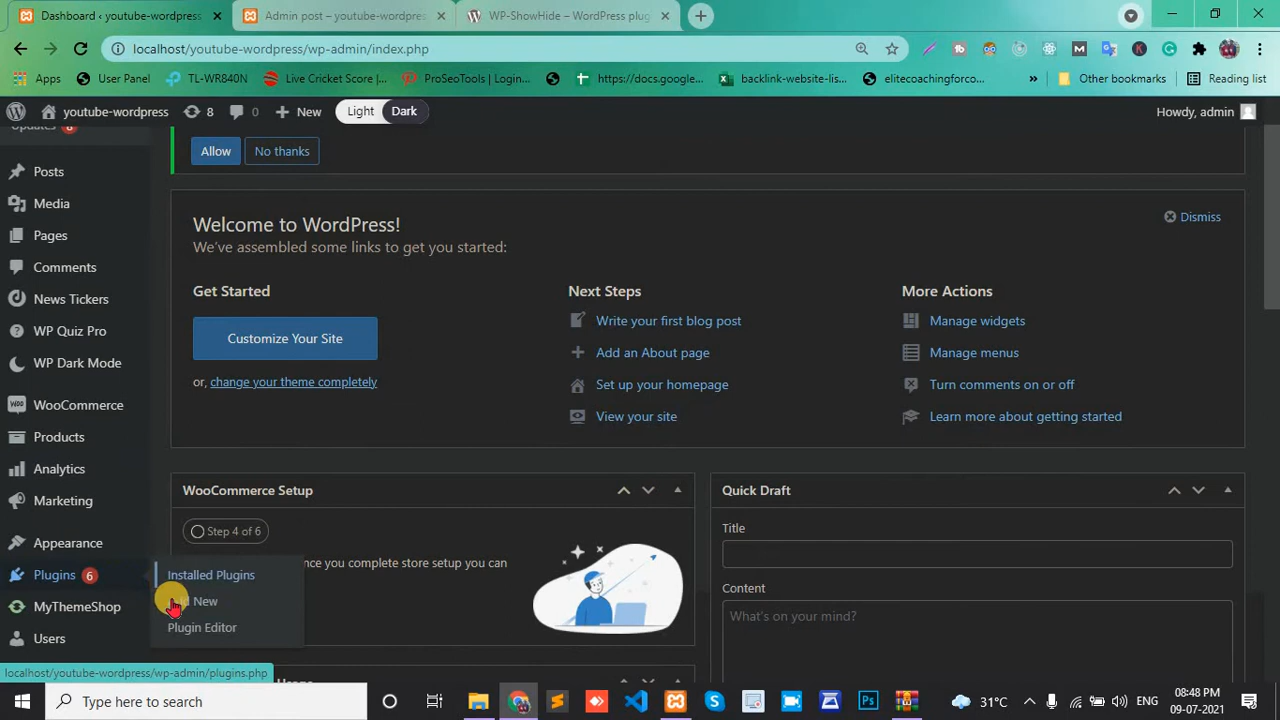 Dashboard ‹ youtube-wordpress
Admin post – youtube-wordpres
WP-ShowHide – WordPress plug
localhost/youtube-wordpress/wp-admin/index.php
Apps
User Panel
TL-WR840N
Live Cricket Score |...
ProSeoTools | Login...
https://docs.google...
backlink-website-lis...
elitecoachingforco...
»
Other bookmarks
Reading list
youtube-wordpress
8
0
New
Light
Dark
Howdy, admin
Updates 8
Allow
No thanks
Posts
Media
Pages
Comments
News Tickers
WP Quiz Pro
WP Dark Mode
WooCommerce
Products
Analytics
Marketing
Appearance
Plugins 6
MyThemeShop
Users
Installed Plugins
New
Plugin Editor
Welcome to WordPress!
We've assembled some links to get you started:
Dismiss
Get Started
Customize Your Site
or, change your theme completely
Next Steps
Write your first blog post
Add an About page
Set up your homepage
View your site
More Actions
Manage widgets
Manage menus
Turn comments on or off
Learn more about getting started
WooCommerce Setup
Step 4 of 6
once you complete store setup you can
Quick Draft
Title
Content
What's on your mind?
localhost/youtube-wordpress/wp-admin/plugins.php
Type here to search
31°C
ENG
08:48 PM
09-07-2021